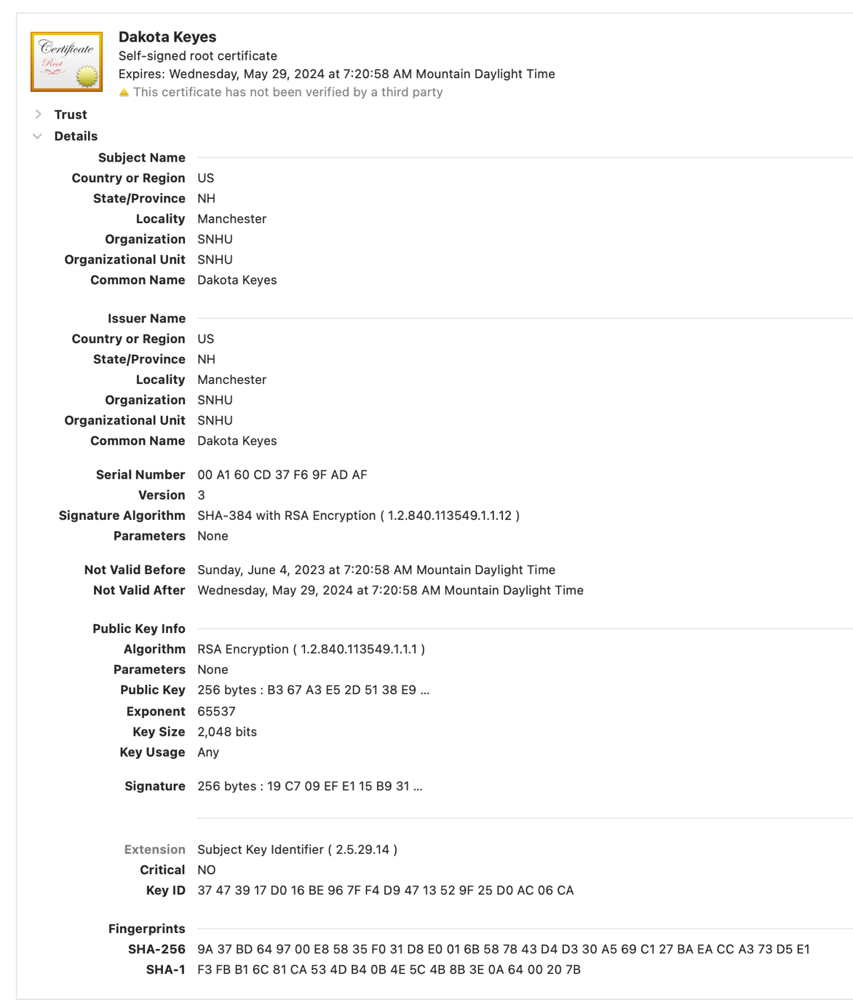 Certificate
Root
Dakota Keyes
Self-signed root certificate
Expires: Wednesday, May 29, 2024 at 7:20:58 AM Mountain Daylight Time
This certificate has not been verified by a third party
Trust
Details
Subject Name
Country or Region US
State/Province NH
Locality Manchester
Organization SNHU
Organizational Unit SNHU
Common Name Dakota Keyes
Issuer Name
Country or Region US
State/Province NH
Locality Manchester
Organization SNHU
Organizational Unit SNHU
Common Name Dakota Keyes
Serial Number 00 A1 60 CD 37 F6 9F AD AF
Version 3
Signature Algorithm SHA-384 with RSA Encryption ( 1.2.840.113549.1.1.12 )
Parameters None
Not Valid Before Sunday, June 4, 2023 at 7:20:58 AM Mountain Daylight Time
Not Valid After Wednesday, May 29, 2024 at 7:20:58 AM Mountain Daylight Time
Public Key Info
Algorithm RSA Encryption ( 1.2.840.113549.1.1.1 )
Parameters None
Public Key 256 bytes : B3 67 A3 E5 2D 51 38 E9 ...
Exponent 65537
Key Size 2,048 bits
Key Usage Any
Signature 256 bytes : 19 C7 09 EF E1 15 B9 31 ...
Extension Subject Key Identifier ( 2.5.29.14 )
Critical NO
Key ID 37 47 39 17 D0 16 BE 96 7F F4 D9 47 13 52 9F 25 D0 AC 06 CA
Fingerprints
SHA-256 9A 37 BD 64 97 00 E8 58 35 F0 31 D8 E0 01 6B 58 78 43 D4 D3 30 A5 69 C1 27 BA EA CC A3 73 D5 E1
SHA-1 F3 FB B1 6C 81 CA 53 4D B4 0B 4E 5C 4B 8B 3E 0A 64 00 20 7B